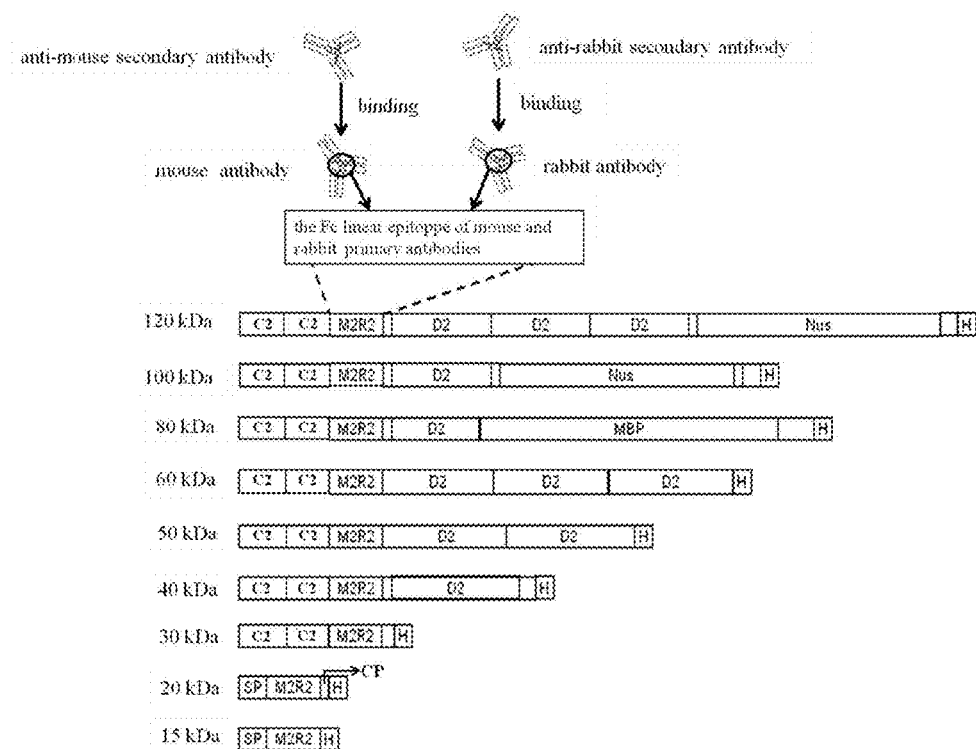 anti-mouse secondary antibody
anti-rabbit secondary antibody
binding
binding
mouse antibody
rabbit antibody
the Fc linear epitoppe of mouse and
rabbit primary antibodies
120 kDa C2 C2 M2R2 D2 D2 D2 Nus H
100 kDa C2 C2 M2R2 D2 Nus H
80 kDa C2 C2 M2R2 D2 MBP H
60 kDa C2 C2 M2R2 D2 D2 D2 H
50 kDa C2 C2 M2R2 D2 D2 H
40 kDa C2 C2 M2R2 D2 H
30 kDa C2 C2 M2R2 H
CP
20 kDa SP M2R2 H
15 kDa SP M2R2 H